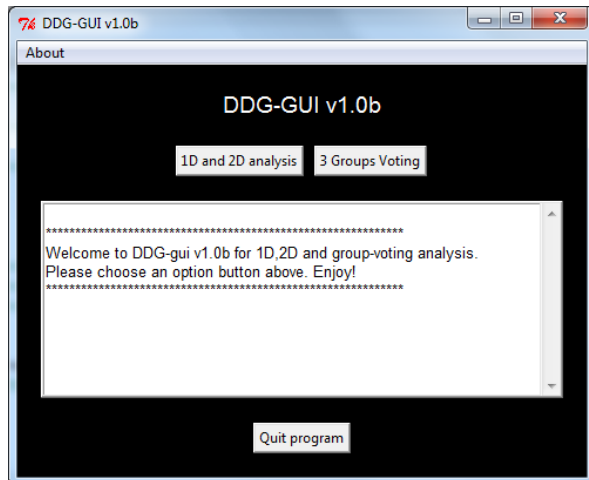 DDG-GUI v1.0b
About
DDG-GUI v1.0b
1D and 2D analysis 3 Groups Voting
************************************************************
Welcome to DDG-gui v1.0b for 1D,2D and group-voting analysis.
Please choose an option button above. Enjoy!
************************************************************
Quit program